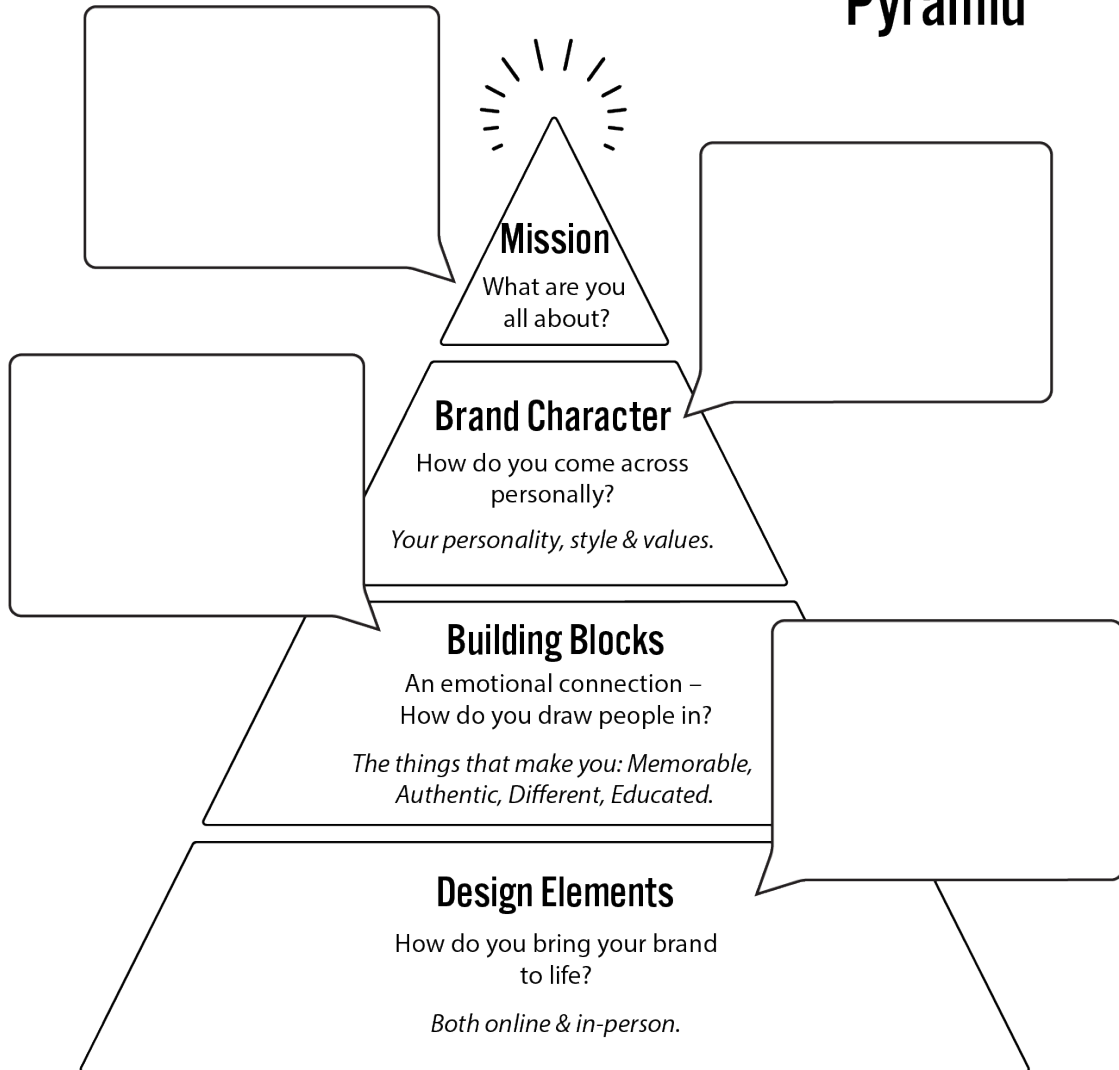 Pyramid
Mission
What are you
all about?
Brand Character
How do you come across
personally?
Your personality, style & values.
Building Blocks
An emotional connection –
How do you draw people in?
The things that make you: Memorable,
Authentic, Different, Educated.
Design Elements
How do you bring your brand
to life?
Both online & in-person.